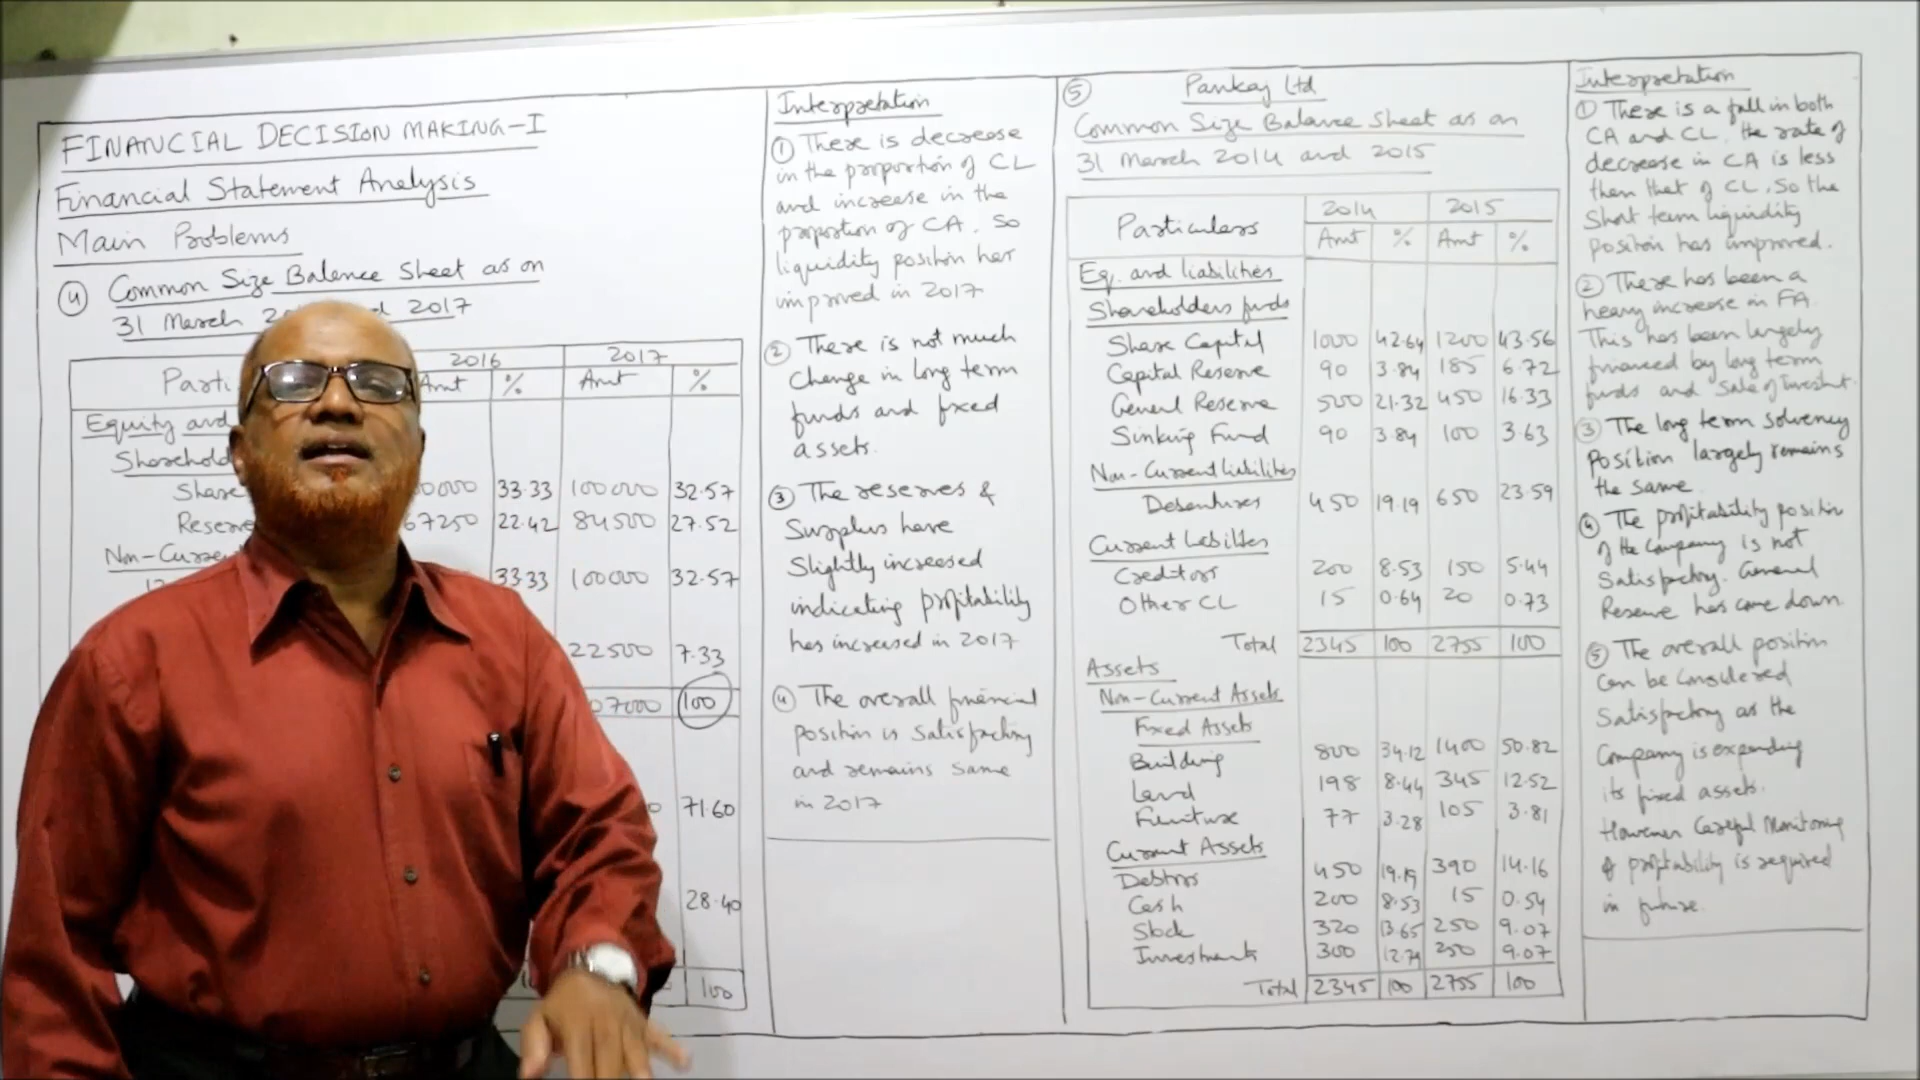 FINANCIAL DECISION MAKING-I
Financial Statement Analysis
Main Problems
④ Common Size Balance Sheet as on
31 March 2017
2016 2017
Amt % Amt %
Equity and
Share 33.33 100000 32.57
Reserve 67250 22.42 84500 27.52
33.33 100000 32.57
22500 7.33
07000 100
71.60
28.40
100
Interpretation
① There is decrease
in the proportion of CL
and increase in the
proportion of CA. So
liquidity position has
improved in 2017
② There is not much
Change in long term
funds and fixed
assets.
③ The reserves &
Surplus have
Slightly increased
indicating profitability
has increased in 2017
④ The overall financial
position is satisfactory
and remains same
in 2017
⑤ Pankaj Ltd
Common Size Balance Sheet as on
31 March 2014 and 2015
Particulars 2014 2015
Amt % Amt %
Eq. and liabilities
Shareholders funds
Share Capital 1000 42.64 1200 43.56
Capital Reserve 90 3.84 185 6.72
General Reserve 500 21.32 450 16.33
Sinking Fund 90 3.84 100 3.63
Non-Current liabilities
Debentures 450 19.19 650 23.59
Current Liabilities
Creditors 200 8.53 150 5.44
Other CL 15 0.64 20 0.73
Total 2345 100 2755 100
Assets
Non-Current Assets
Fixed Assets
Building 800 34.12 1400 50.82
Land 198 8.44 345 12.52
Furniture 77 3.28 105 3.81
Current Assets
Debtors 450 19.19 390 14.16
Cash 200 8.53 15 0.54
Stock 320 13.65 250 9.07
Investments 300 12.79 250 9.07
Total 2345 100 2755 100
Interpretation
① There is a fall in both
CA and CL. The rate of
decrease in CA is less
than that of CL. So the
Short term liquidity
position has improved.
② There has been a
heavy increase in FA.
This has been largely
financed by long term
funds and Sale of Investmt.
③ The long term solvency
position largely remains
the same
④ The profitability position
of the Company is not
Satisfactory. General
Reserve has come down.
⑤ The overall position
Can be Considered
Satisfactory as the
Company is expanding
its fixed assets.
However Careful Monitoring
of profitability is required
in future.